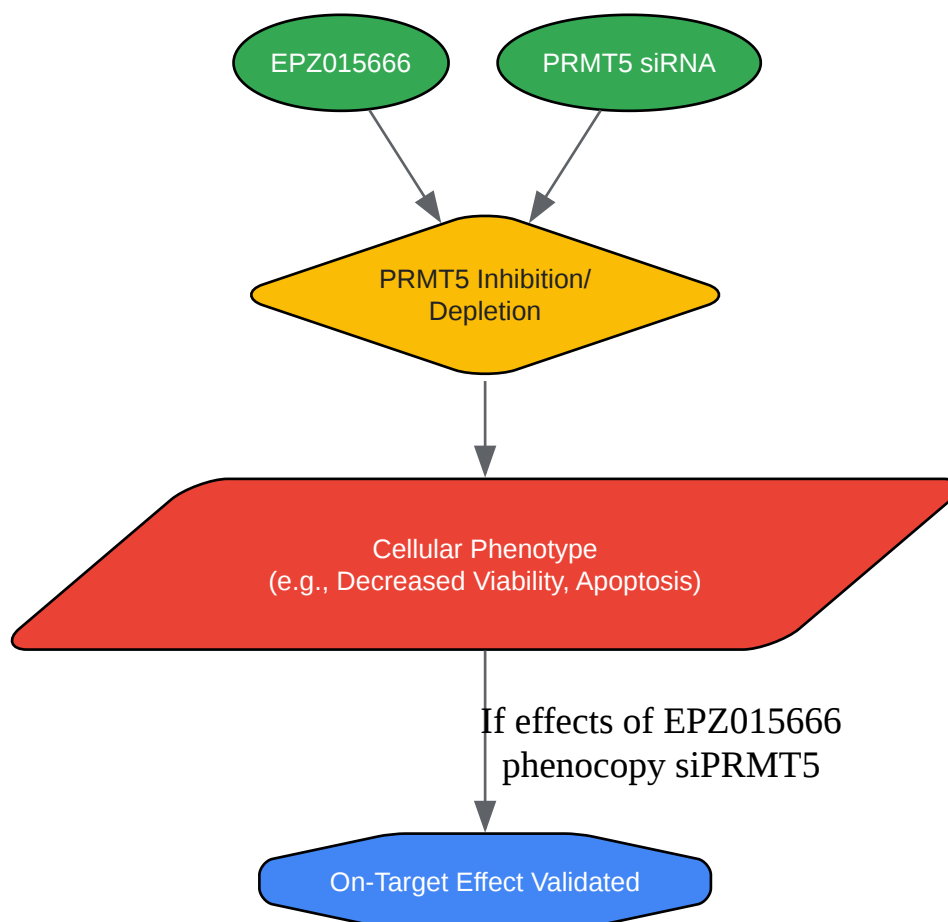 EPZ015666
PRMT5 siRNA
PRMT5 Inhibition/
Depletion
Cellular Phenotype
(e.g., Decreased Viability, Apoptosis)
If effects of EPZ015666
phenocopy siPRMT5
On-Target Effect Validated